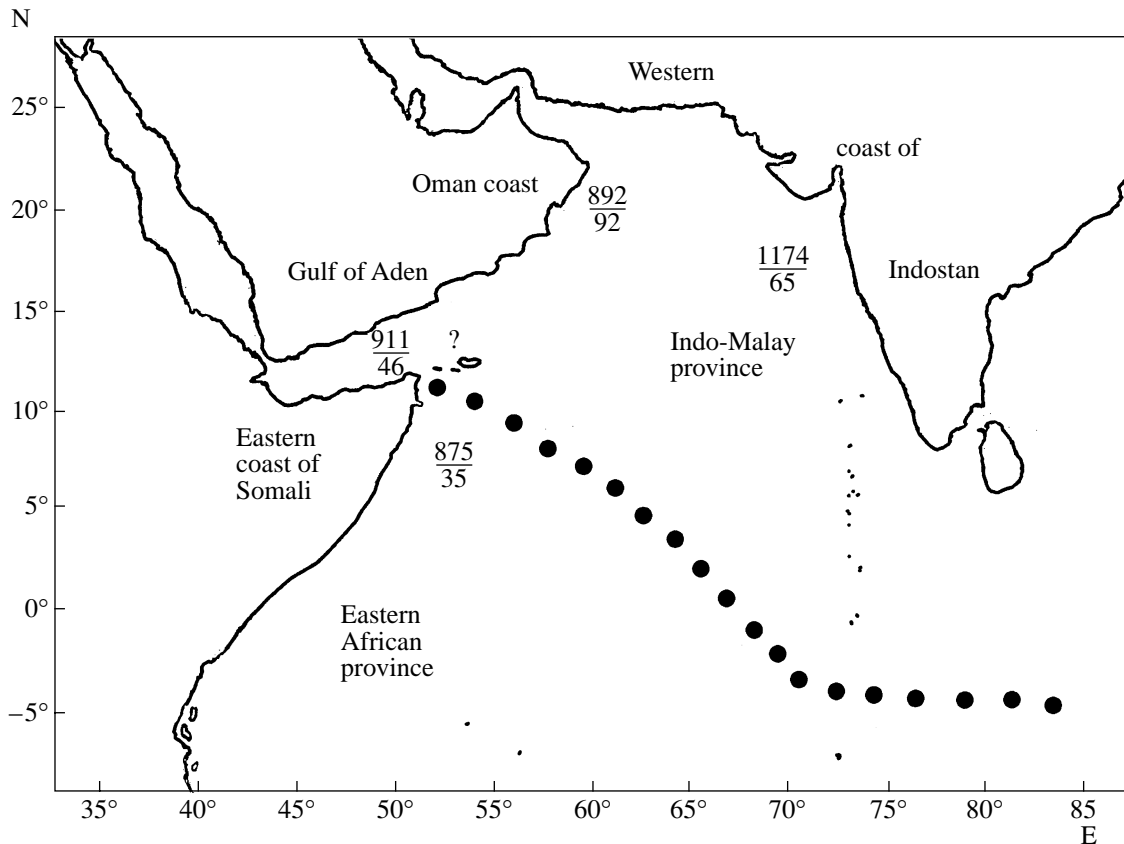 N
Western
25°
coast of
Oman coast
892
92
20°
1174
65
Gulf of Aden
Indostan
15°
911
46
?
Indo-Malay
province
10°
Eastern
coast of
Somali
875
35
5°
0°
Eastern
African
province
−5°
35° 40° 45° 50° 55° 60° 65° 70° 75° 80° 85
E